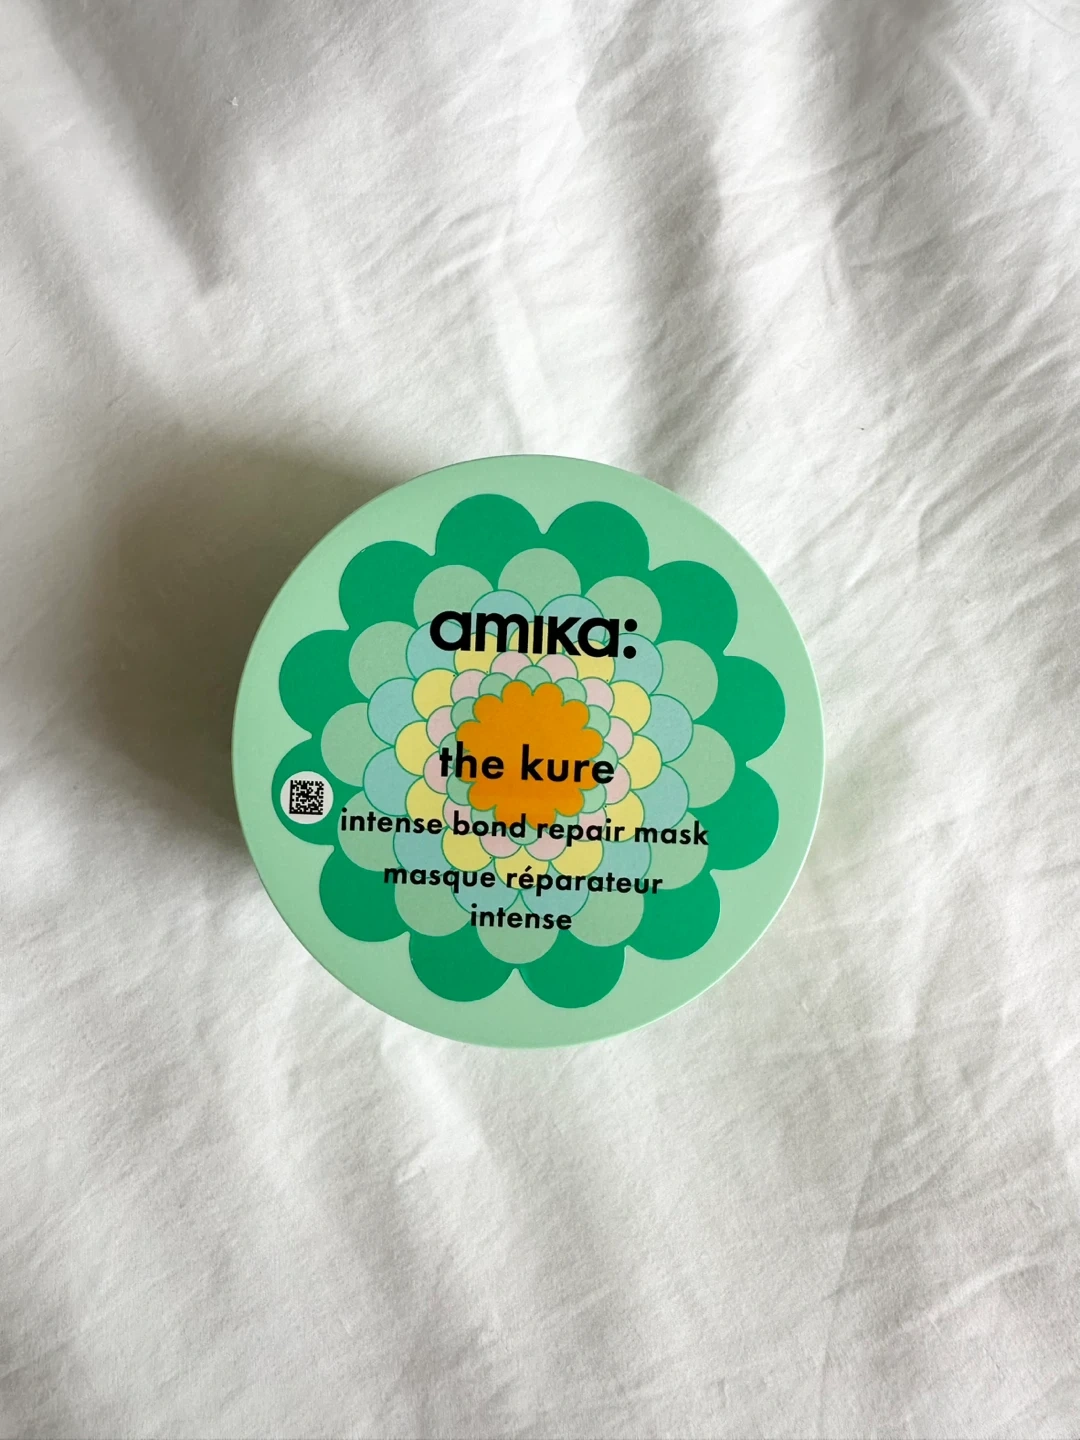 amika:
the kure
intense bond repair mask
masque réparateur
intense